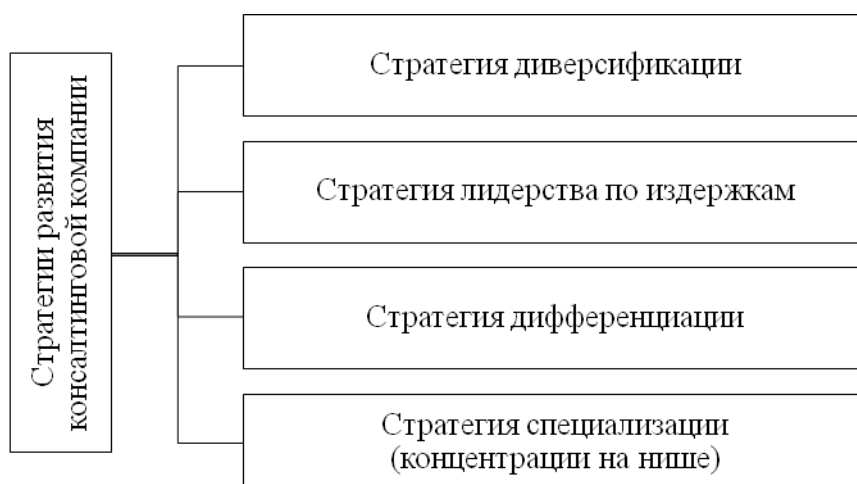 Стратегии развития
консалтинговой компании
Стратегия диверсификации
Стратегия лидерства по издержкам
Стратегия дифференциации
Стратегия специализации
(концентрации на нише)